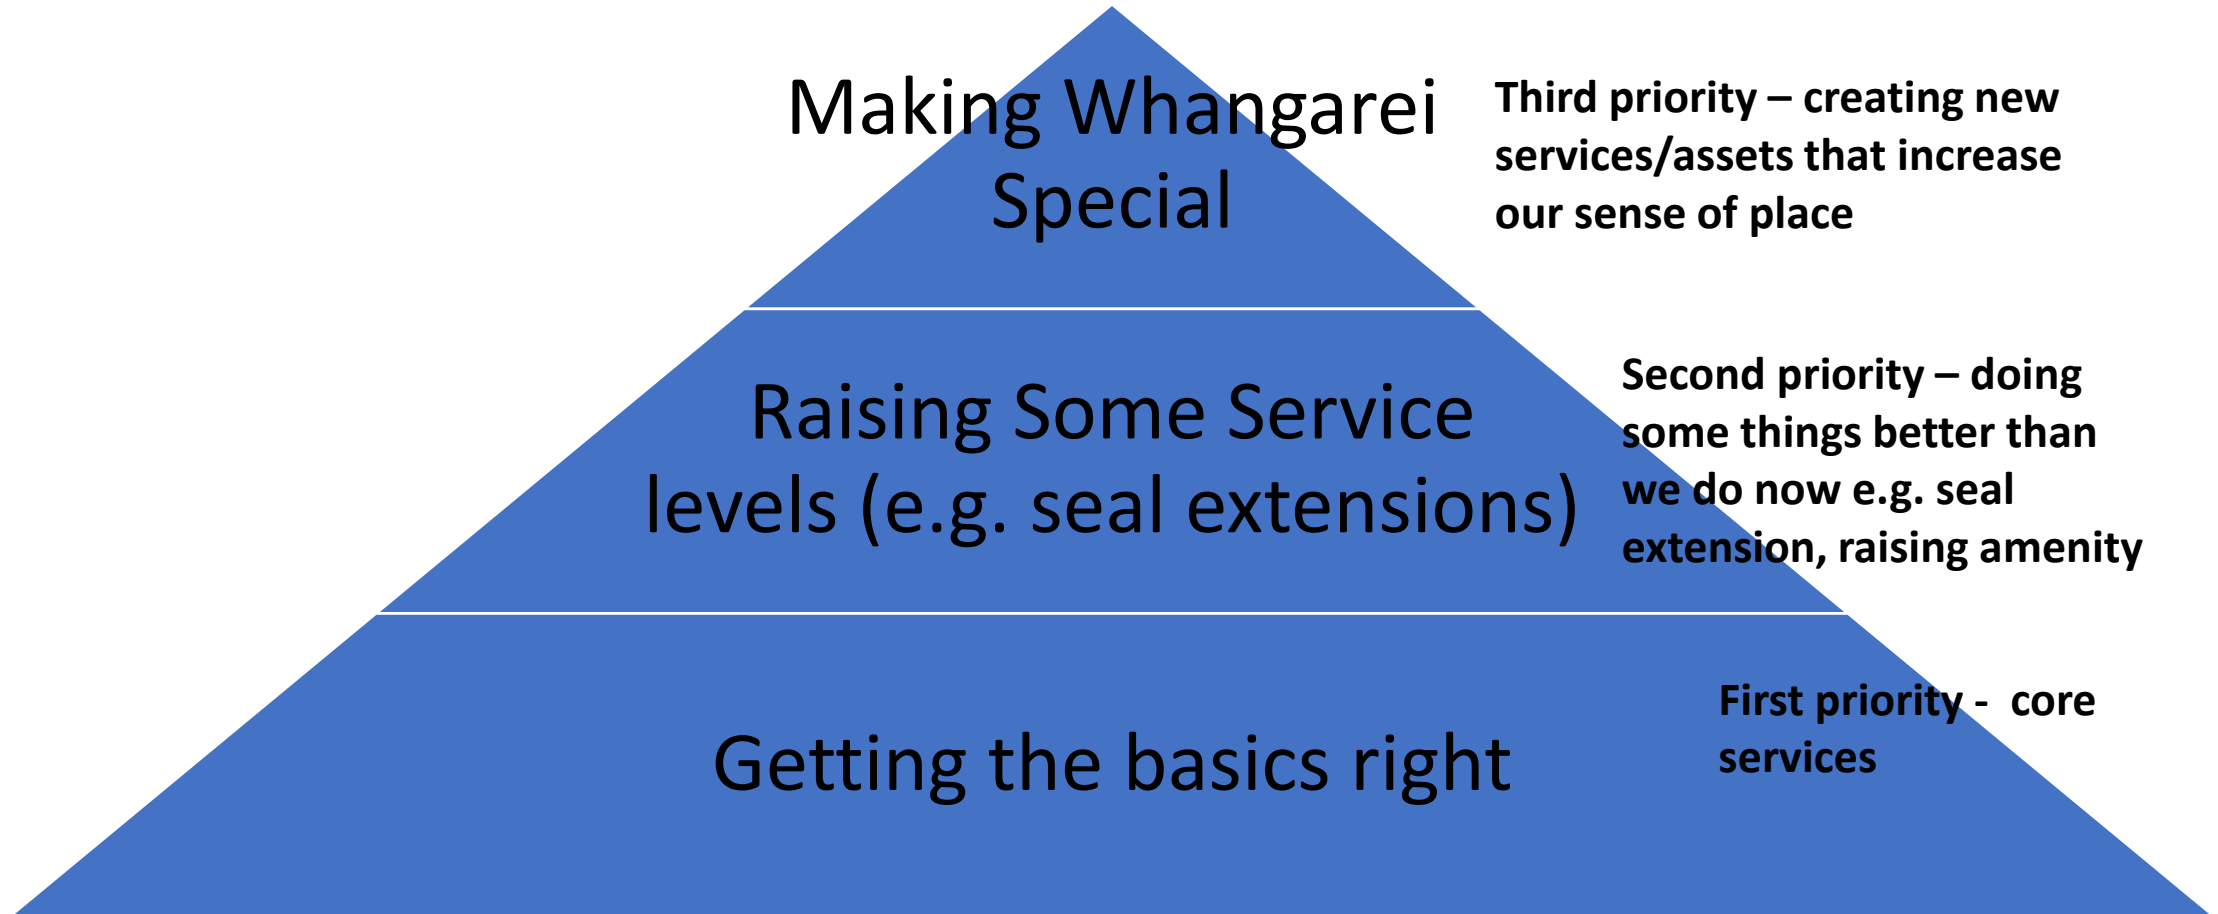 Making Whangarei
Special
Third priority – creating new
services/assets that increase
our sense of place
Raising Some Service
levels (e.g. seal extensions)
Second priority – doing
some things better than
we do now e.g. seal
extension, raising amenity
Getting the basics right
First priority -  core
services